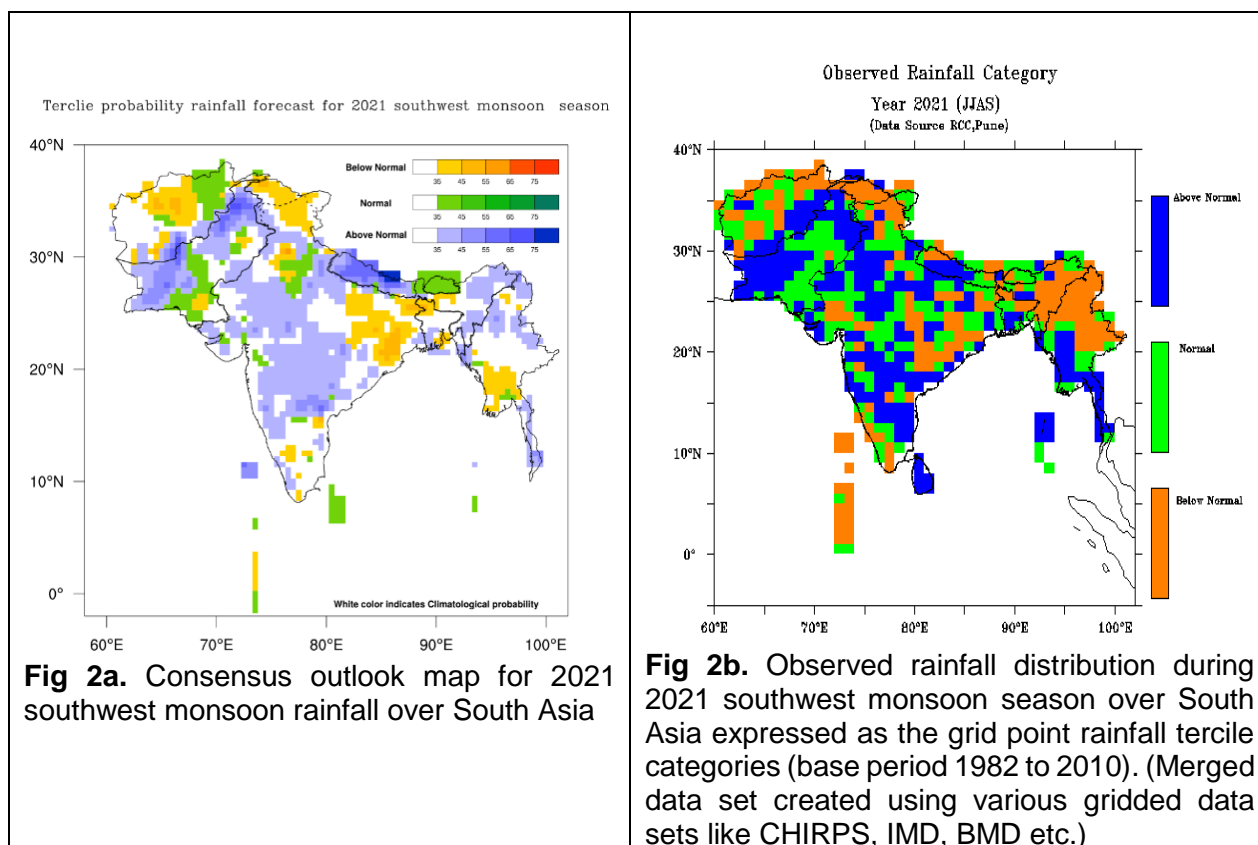 Terclie probability rainfall forecast for 2021 southwest monsoon season
40°N
30°N
20°N
10°N
0°
60°E 70°E 80°E 90°E 100°E
Below Normal
35 45 55 65 75
Normal
35 45 55 65 75
Above Normal
35 45 55 65 75
White color indicates Climatological probability
Fig 2a. Consensus outlook map for 2021
southwest monsoon rainfall over South Asia
Observed Rainfall Category
Year 2021 (JJAS)
(Data Source RCC,Pune)
40°N
30°N
20°N
10°N
0°
60°E 70°E 80°E 90°E 100°E
Above Normal
Normal
Below Normal
Fig 2b. Observed rainfall distribution during
2021 southwest monsoon season over South
Asia expressed as the grid point rainfall tercile
categories (base period 1982 to 2010). (Merged
data set created using various gridded data
sets like CHIRPS, IMD, BMD etc.)